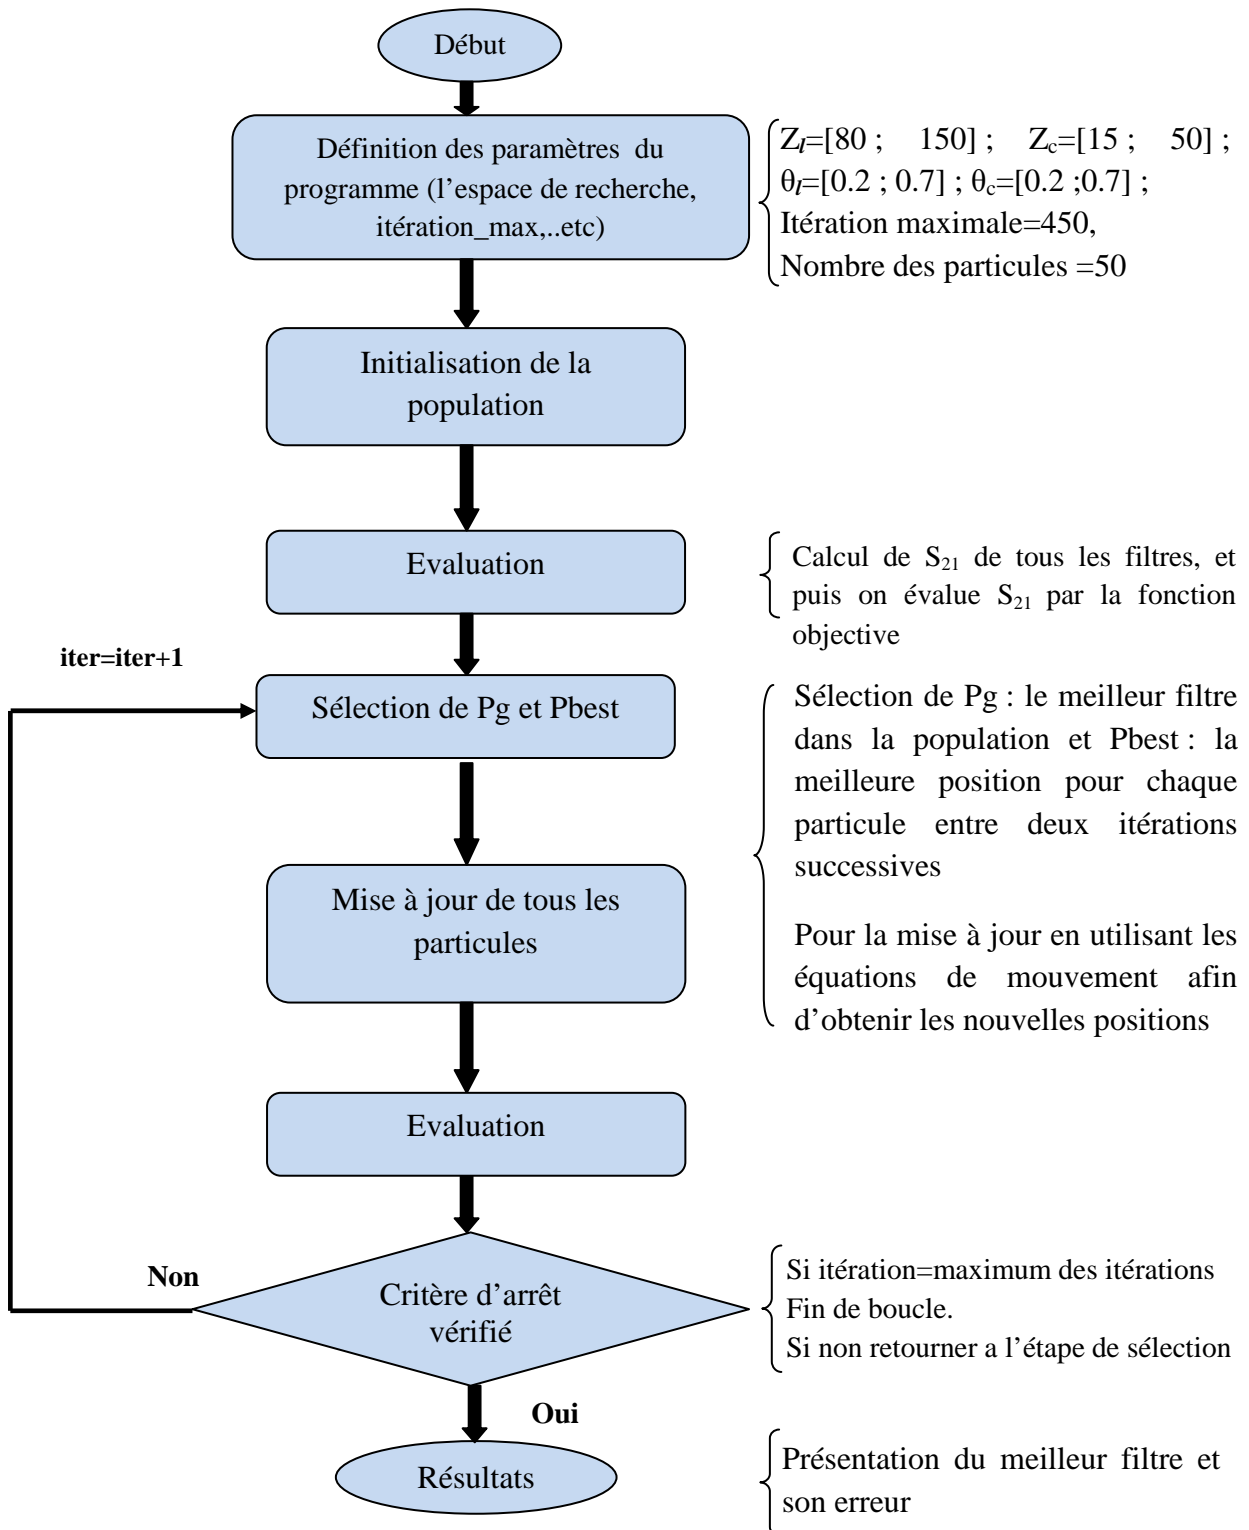 Début
Définition des paramètres du
programme (l’espace de recherche,
itération_max,..etc)
Zl=[80 ; 150] ; Zc=[15 ; 50] ;
θl=[0.2 ; 0.7] ; θc=[0.2 ;0.7] ;
Itération maximale=450,
Nombre des particules =50
Initialisation de la
population
Evaluation
Calcul de S21 de tous les filtres, et
puis on évalue S21 par la fonction
objective
iter=iter+1
Sélection de Pg et Pbest
Sélection de Pg : le meilleur filtre
dans la population et Pbest : la
meilleure position pour chaque
particule entre deux itérations
successives
Mise à jour de tous les
particules
Pour la mise à jour en utilisant les
équations de mouvement afin
d’obtenir les nouvelles positions
Evaluation
Non
Critère d’arrêt
vérifié
Si itération=maximum des itérations
Fin de boucle.
Si non retourner a l’étape de sélection
Oui
Résultats
Présentation du meilleur filtre et
son erreur